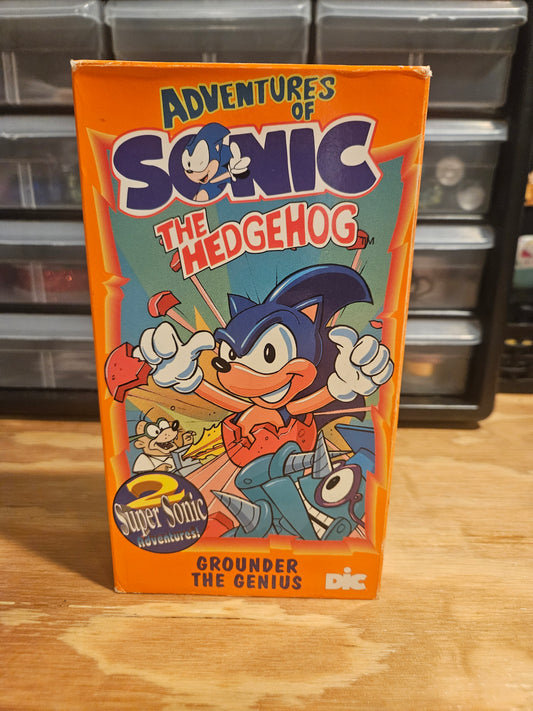 ADVENTURES
OF
SONIC
THE
HEDGEHOG
TM
2
Super Sonic
Adventures!
GROUNDER
THE GENIUS
DIC